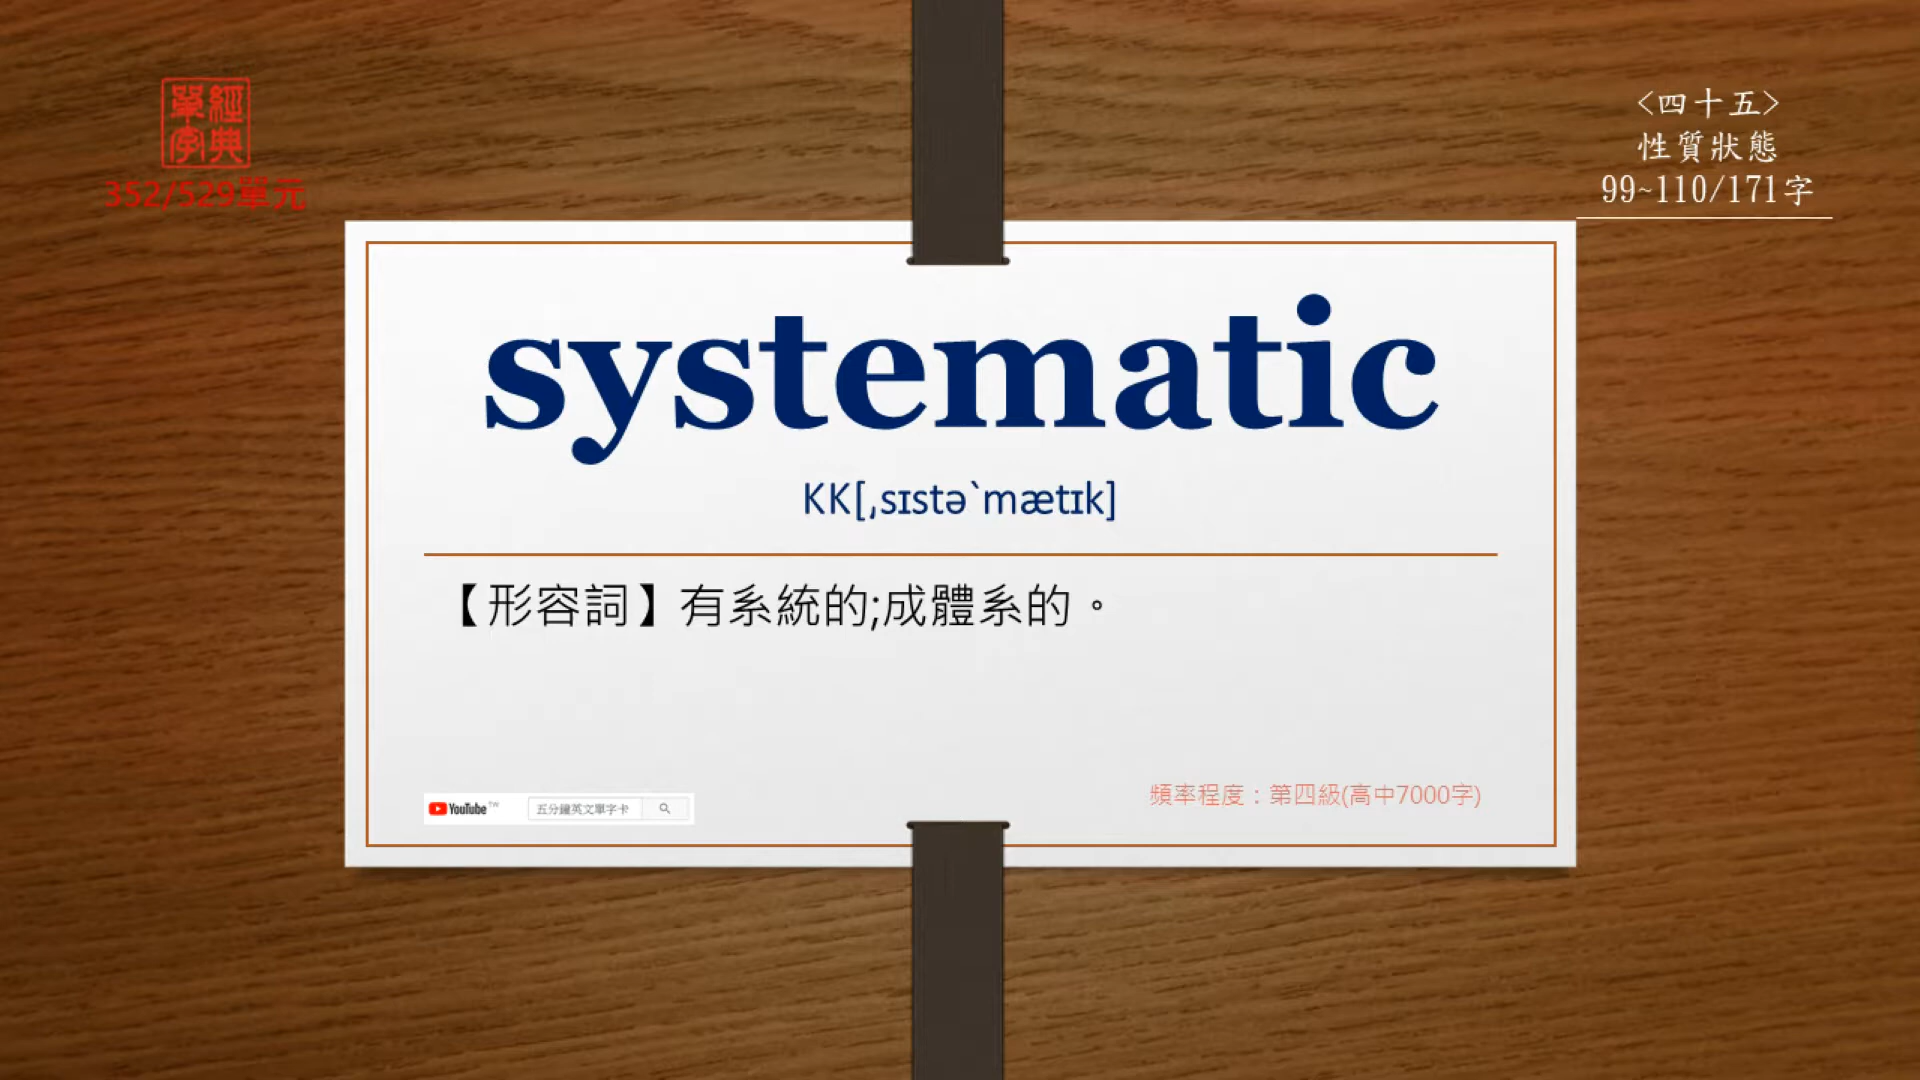 經典
單字
352/529單元
<四十五>
性質狀態
99~110/171字
systematic
KK[ˌsɪstəˋmætɪk]
【形容詞】有系統的;成體系的。
頻率程度：第四級(高中7000字)
YouTube TW
五分鐘英文單字卡